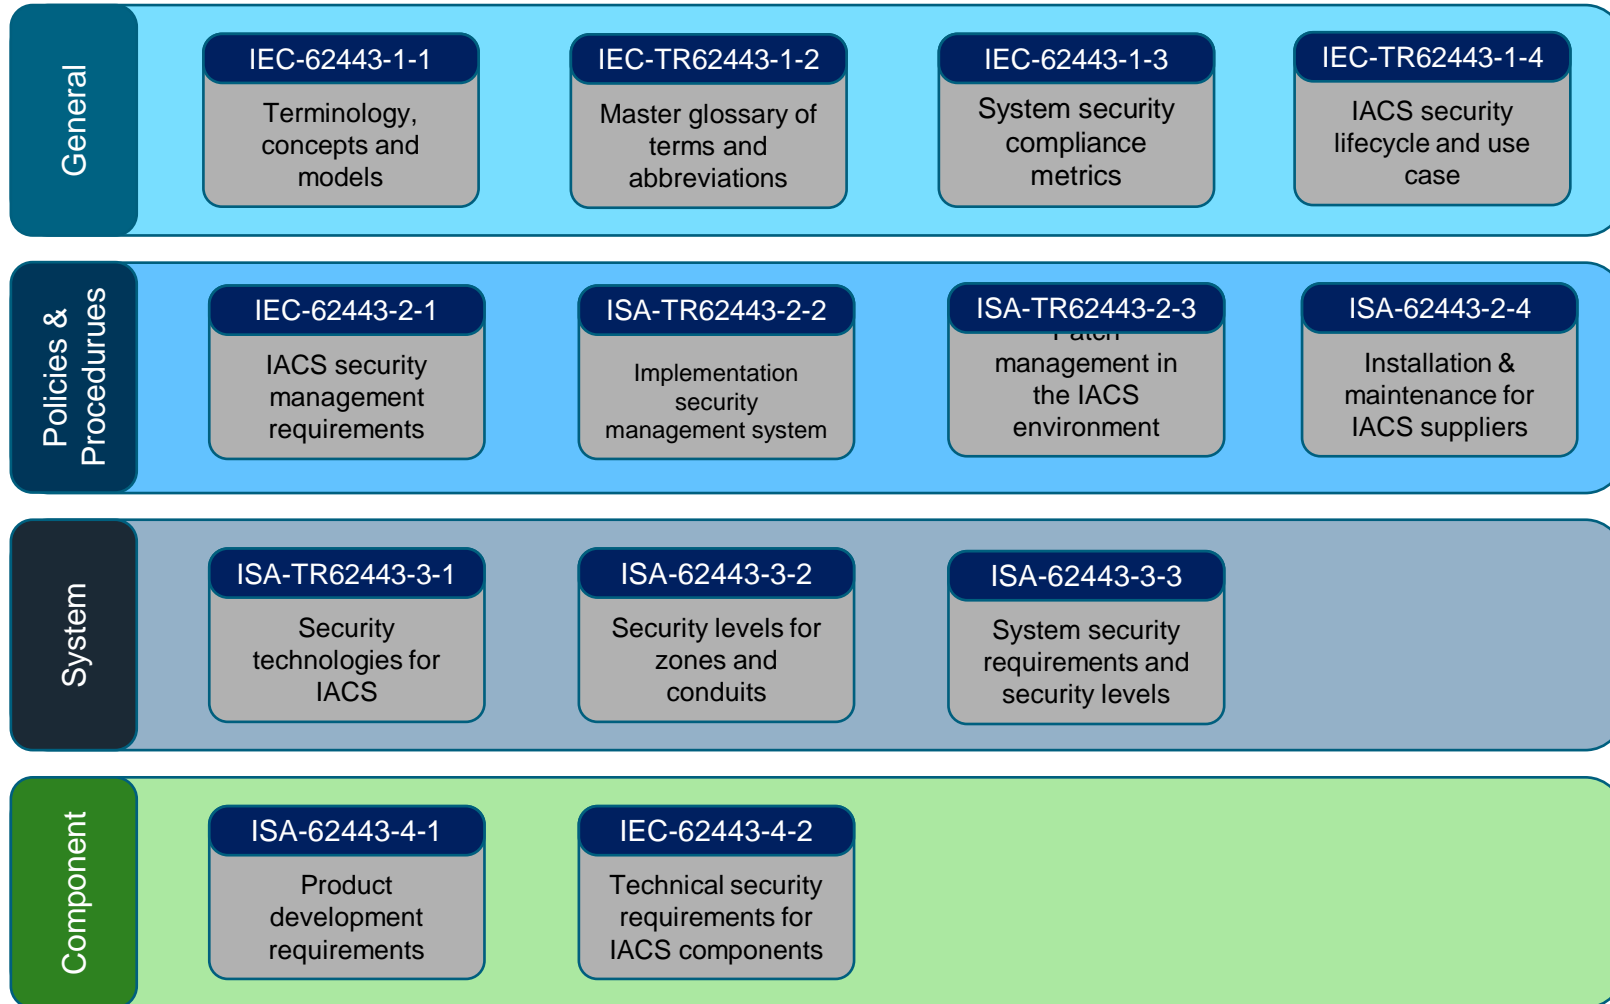 General
IEC-62443-1-1
Terminology,
concepts and
models
IEC-TR62443-1-2
Master glossary of
terms and
abbreviations
IEC-62443-1-3
System security
compliance
metrics
IEC-TR62443-1-4
IACS security
lifecycle and use
case
Policies &
Procedurues
IEC-62443-2-1
IACS security
management
requirements
ISA-TR62443-2-2
Implementation
security
management system
ISA-TR62443-2-3
Patch
management in
the IACS
environment
ISA-62443-2-4
Installation &
maintenance for
IACS suppliers
System
ISA-TR62443-3-1
Security
technologies for
IACS
ISA-62443-3-2
Security levels for
zones and
conduits
ISA-62443-3-3
System security
requirements and
security levels
Component
ISA-62443-4-1
Product
development
requirements
IEC-62443-4-2
Technical security
requirements for
IACS components